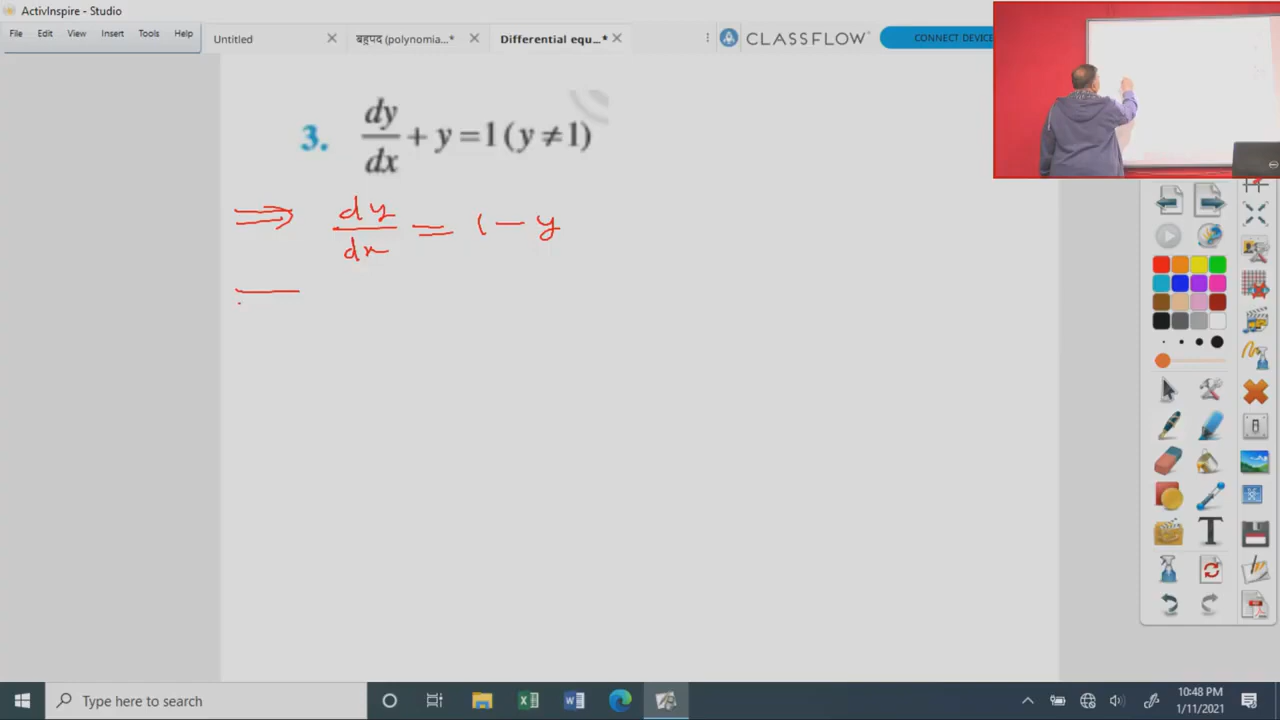 ActivInspire - Studio
File Edit View Insert Tools Help
Untitled
बहुपद (polynomia...*
Differential equ...*
CLASSFLOW
CONNECT DEVICE
3. dy/dx + y = 1 (y ≠ 1)
⇒ dy/dx = 1 - y
T
Type here to search
10:48 PM
1/11/2021